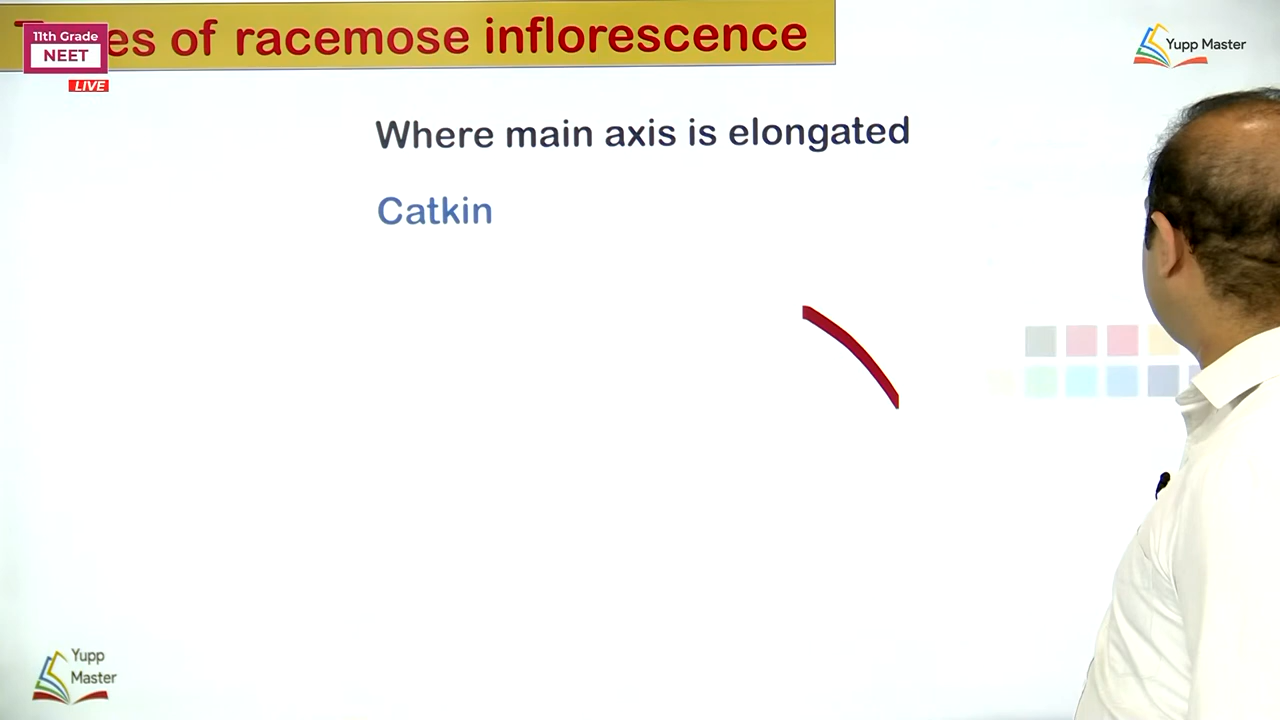 es of racemose inflorescence
11th Grade
NEET
LIVE
Yupp Master
Where main axis is elongated
Catkin
Yupp
Master